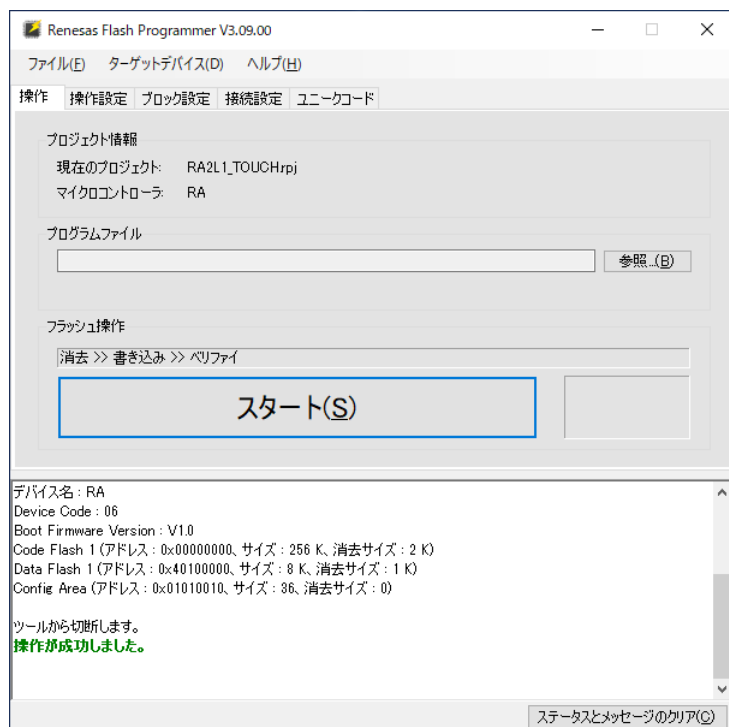 Renesas Flash Programmer V3.09.00
ファイル(F) ターゲットデバイス(D) ヘルプ(H)
操作 操作設定 ブロック設定 接続設定 ユニークコード
プロジェクト情報
現在のプロジェクト: RA2L1_TOUCH.rpj
マイクロコントローラ: RA
プログラムファイル
参照...(B)
フラッシュ操作
消去 >> 書き込み >> ベリファイ
スタート(S)
デバイス名 : RA
Device Code : 06
Boot Firmware Version : V1.0
Code Flash 1 (アドレス : 0x00000000、サイズ : 256 K、消去サイズ : 2 K)
Data Flash 1 (アドレス : 0x40100000、サイズ : 8 K、消去サイズ : 1 K)
Config Area (アドレス : 0x01010010、サイズ : 36、消去サイズ : 0)
ツールから切断します。
操作が成功しました。
ステータスとメッセージのクリア(C)